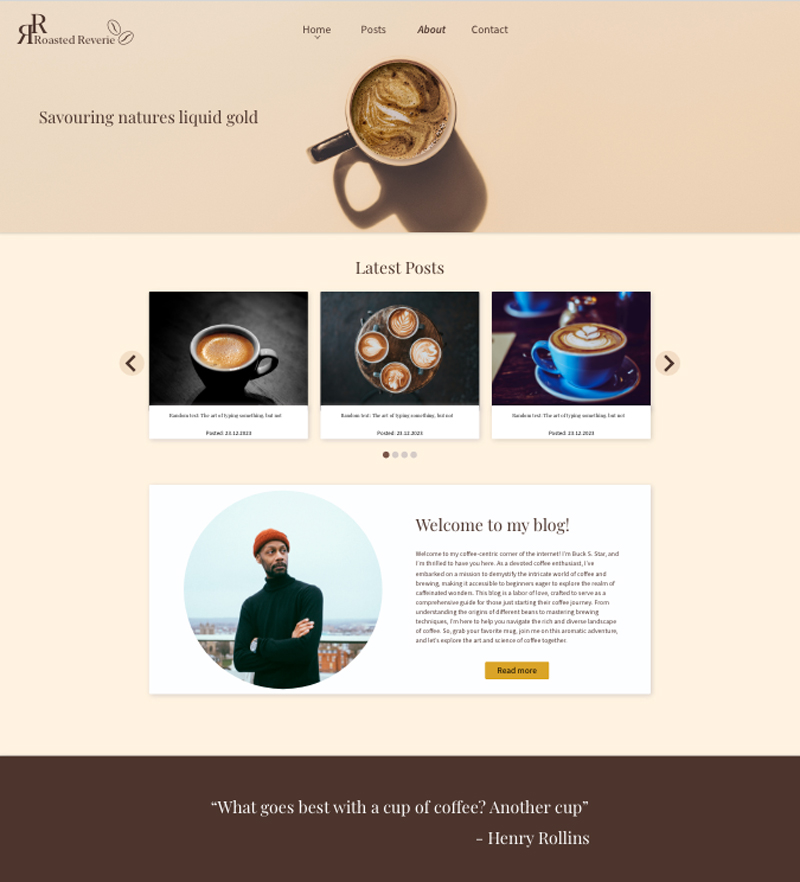 RR
Roasted Reverie
Home Posts About Contact
Savouring natures liquid gold
Latest Posts
Random text: The art of typing something, but not
Posted: 23.12.2023
Random text: The art of typing something, but not
Posted: 23.12.2023
Random text: The art of typing something, but not
Posted: 23.12.2023
Welcome to my blog!
Welcome to my coffee-centric corner of the internet! I'm Buck S. Star, and
I'm thrilled to have you here. As a devoted coffee enthusiast, I've
embarked on a mission to demystify the intricate world of coffee and
brewing, making it accessible to beginners eager to explore the realm of
caffeinated wonders. This blog is a labor of love, crafted to serve as a
comprehensive guide for those just starting their coffee journey. From
understanding the origins of different beans to mastering brewing
techniques, I'm here to help you navigate the rich and diverse landscape
of coffee. So, grab your favorite mug, join me on this aromatic adventure,
and let's explore the art and science of coffee together.
Read more
“What goes best with a cup of coffee? Another cup”
- Henry Rollins